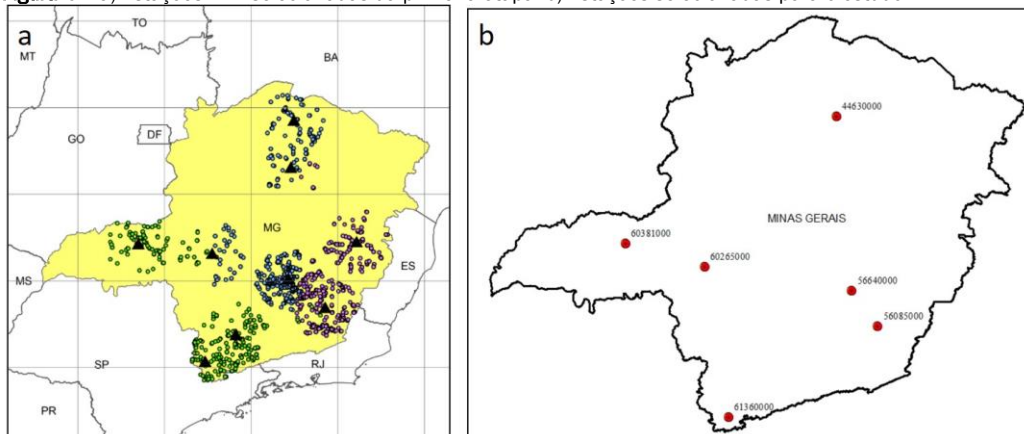 a
TO
MT
BA
GO
DF
MG
MS
ES
SP
RJ
PR
b
44630000
MINAS GERAIS
60381000
60265000
56640000
56085000
61360000